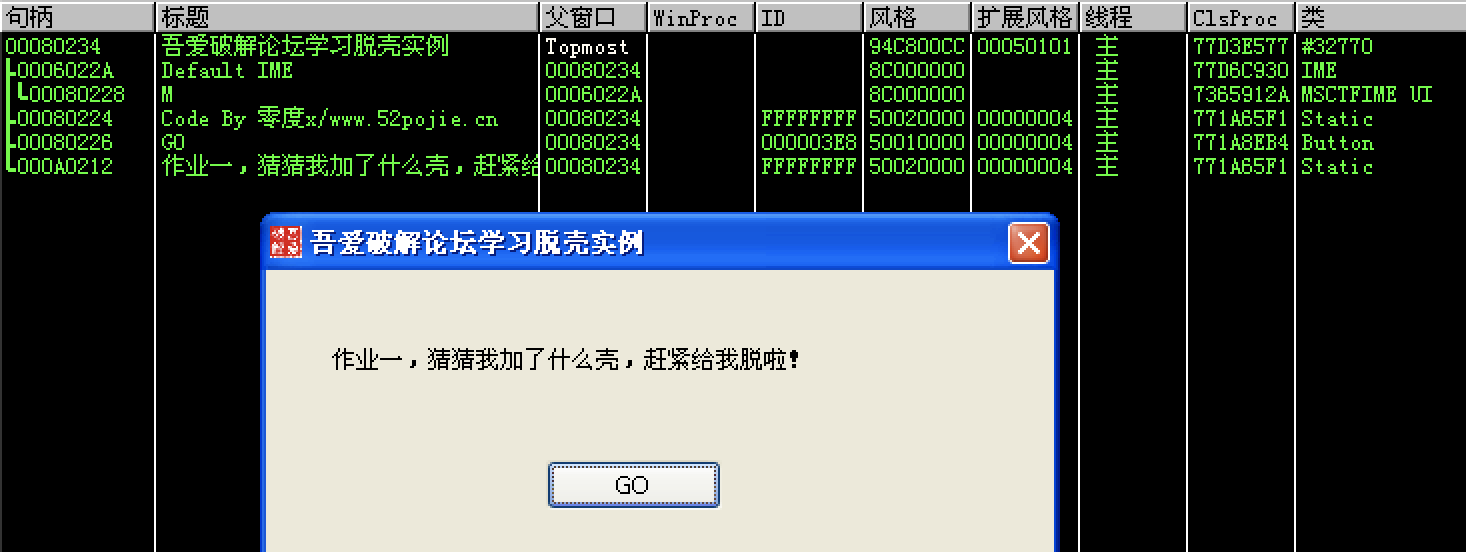 句柄 标题 父窗口 WinProc ID 风格 扩展风格 线程 ClsProc 类
00080234 吾爱破解论坛学习脱壳实例 Topmost 94C800CC 00050101 主 77D3E577 #32770
0006022A Default IME 00080234 8C000000 主 77D6C930 IME
00080228 M 0006022A 8C000000 主 7365912A MSCTFIME UI
00080224 Code By 零度x/www.52pojie.cn 00080234 FFFFFFFF 50020000 00000004 主 771A65F1 Static
00080226 GO 00080234 000003E8 50010000 00000004 主 771A8EB4 Button
000A0212 作业一，猜猜我加了什么壳，赶紧给 00080234 FFFFFFFF 50020000 00000004 主 771A65F1 Static
吾爱破解论坛学习脱壳实例
作业一，猜猜我加了什么壳，赶紧给我脱啦!
GO